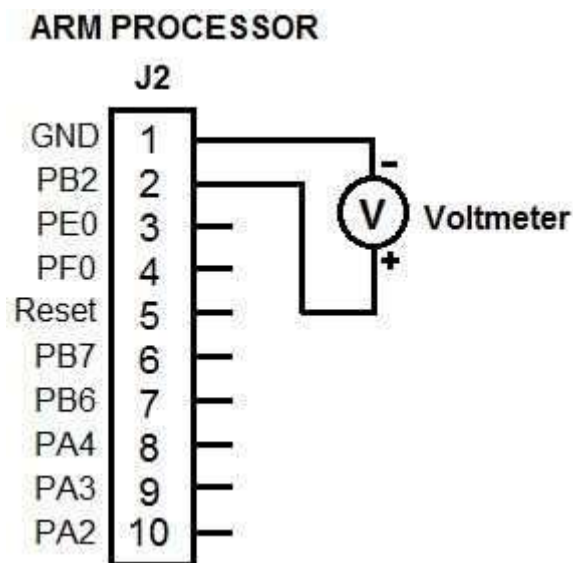 ARM PROCESSOR
J2
GND 1
PB2 2
PE0 3
PF0 4
Reset 5
PB7 6
PB6 7
PA4 8
PA3 9
PA2 10
-
V Voltmeter
+